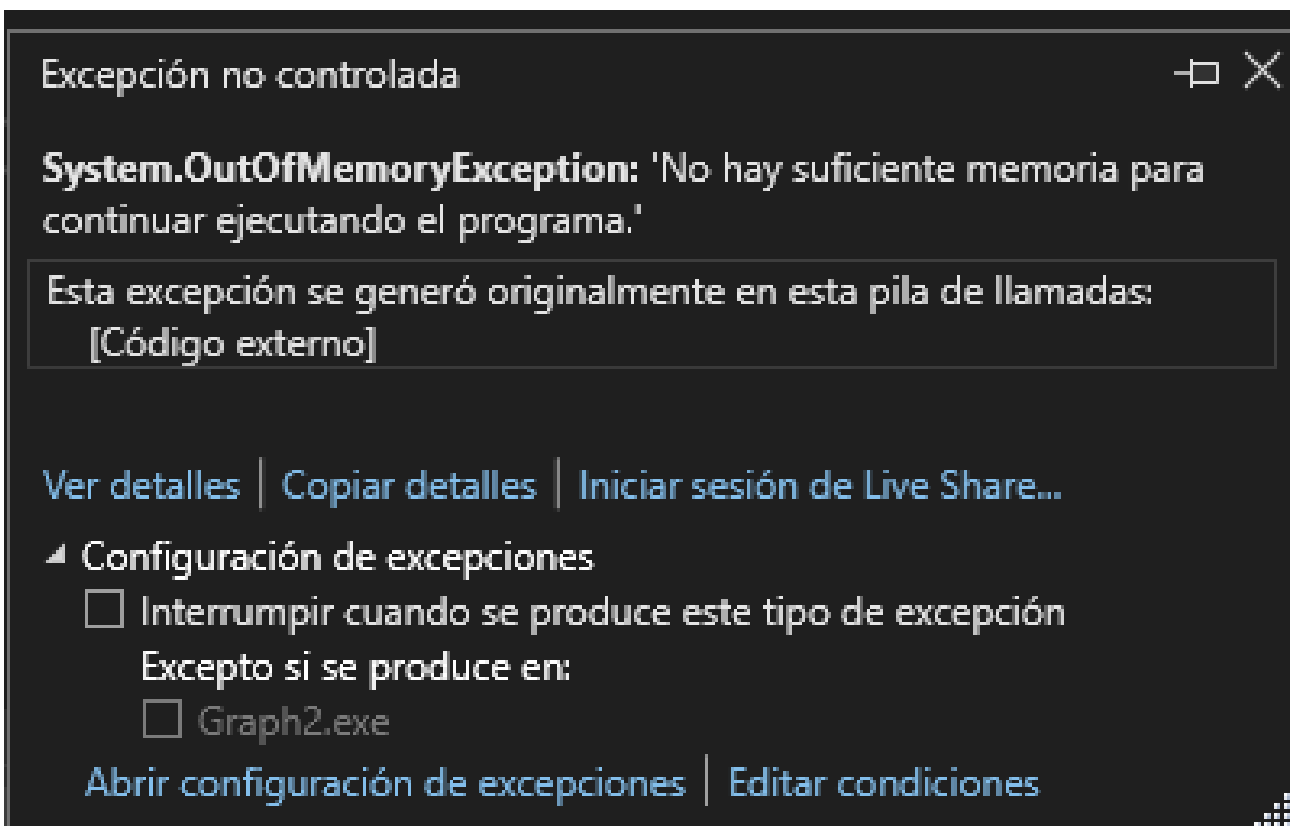 Excepción no controlada
System.OutOfMemoryException: 'No hay suficiente memoria para
continuar ejecutando el programa.'
Esta excepción se generó originalmente en esta pila de llamadas:
[Código externo]
Ver detalles | Copiar detalles | Iniciar sesión de Live Share...
Configuración de excepciones
Interrumpir cuando se produce este tipo de excepción
Excepto si se produce en:
Graph2.exe
Abrir configuración de excepciones | Editar condiciones